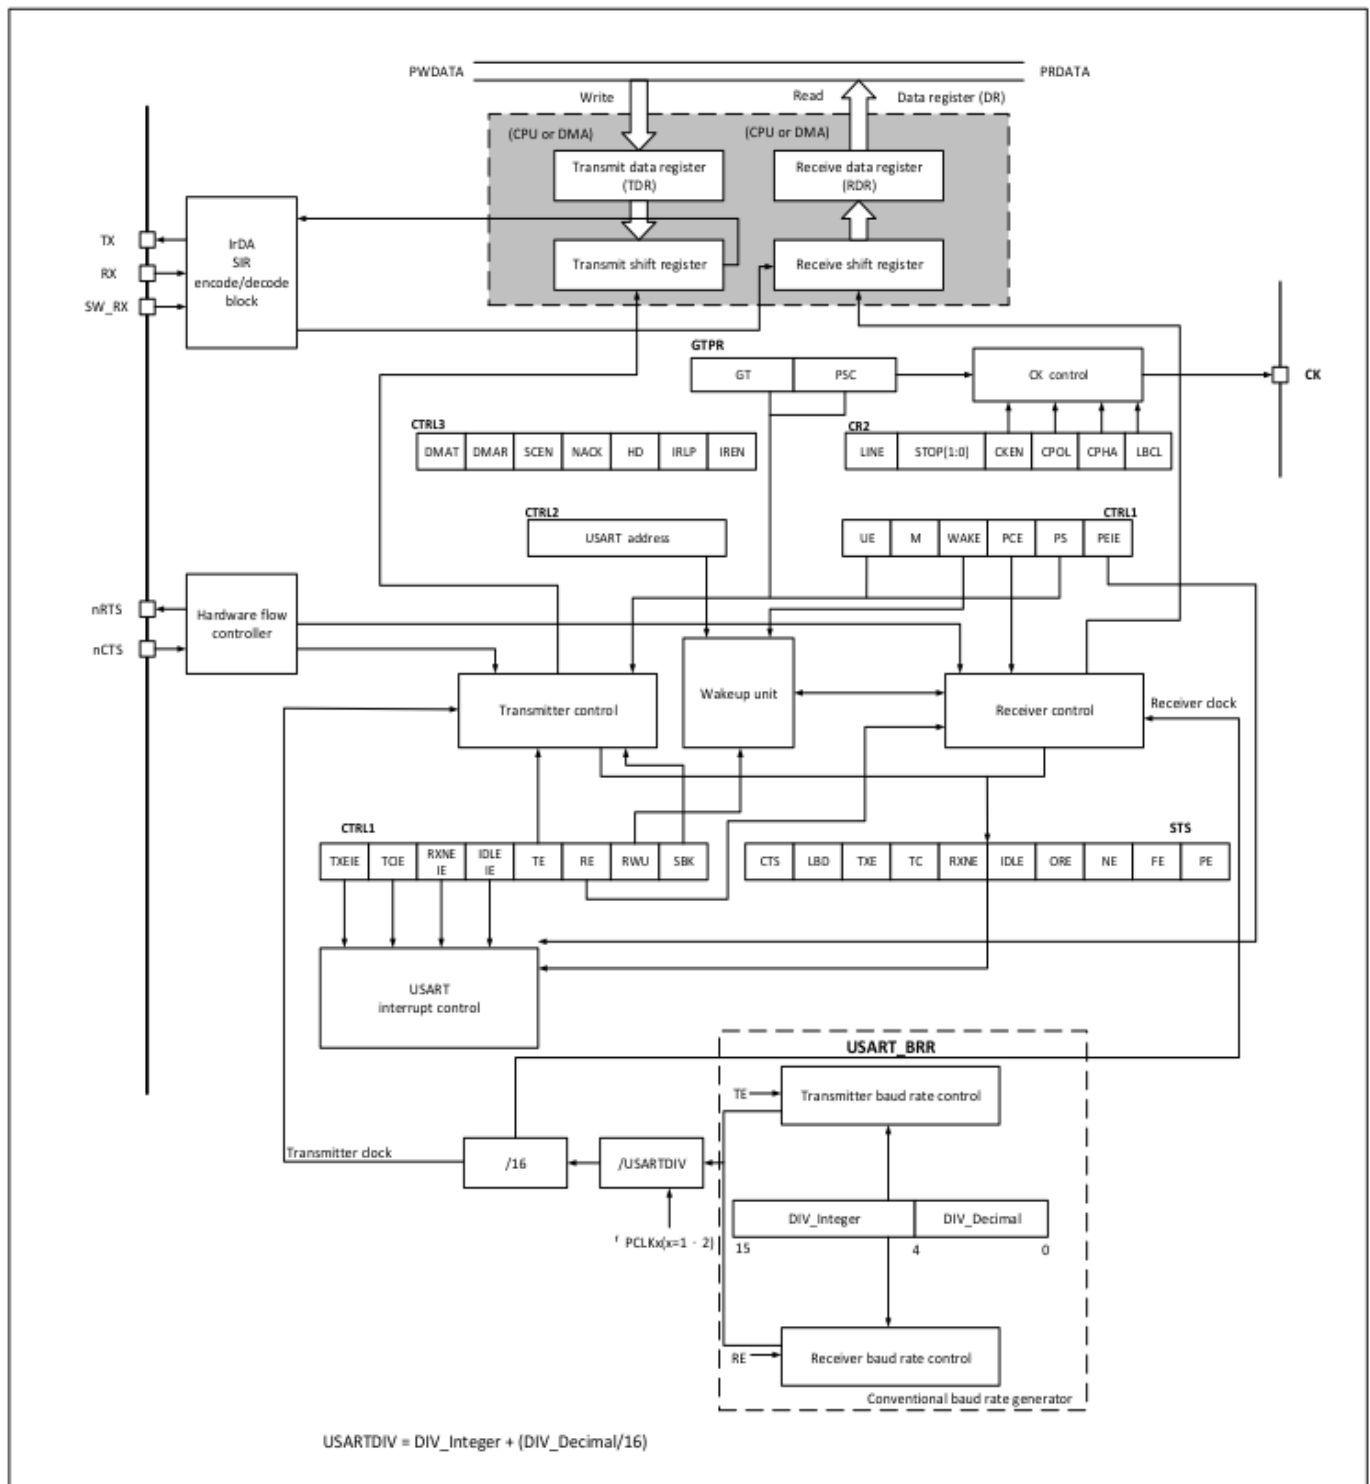 PWDATA
PRDATA
Write
Read
Data register (DR)
(CPU or DMA)
(CPU or DMA)
Transmit data register
(TDR)
Receive data register
(RDR)
TX
RX
SW_RX
IrDA
SIR
encode/decode
block
Transmit shift register
Receive shift register
GTPR
GT
PSC
CK control
CK
CTRL3
DMAT
DMAR
SCEN
NACK
HD
IRLP
IREN
CR2
LINE
STOP[1:0]
CKEN
CPOL
CPHA
LBCL
CTRL2
USART address
CTRL1
UE
M
WAKE
PCE
PS
PEIE
nRTS
nCTS
Hardware flow
controller
Transmitter control
Wakeup unit
Receiver control
Receiver clock
CTRL1
TXEIE
TCIE
RXNE
IE
IDLE
IE
TE
RE
RWU
SBK
STS
CTS
LBD
TXE
TC
RXNE
IDLE
ORE
NE
FE
PE
USART
interrupt control
USART_BRR
TE
Transmitter baud rate control
Transmitter clock
/16
/USARTDIV
f PCLKx(x=1 - 2)
DIV_Integer
DIV_Decimal
15
4
0
RE
Receiver baud rate control
Conventional baud rate generator
USARTDIV = DIV_Integer + (DIV_Decimal/16)